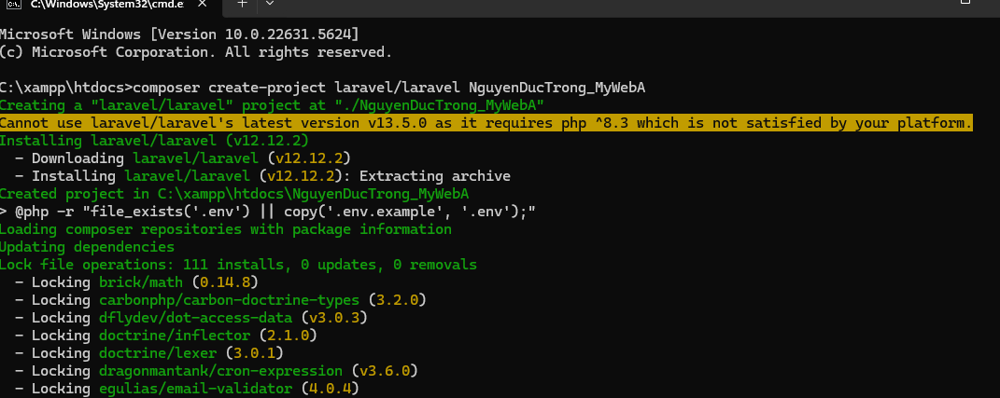 C:\Windows\System32\cmd.e
Microsoft Windows [Version 10.0.22631.5624]
(c) Microsoft Corporation. All rights reserved.
C:\xampp\htdocs>composer create-project laravel/laravel NguyenDucTrong_MyWebA
Creating a "laravel/laravel" project at "./NguyenDucTrong_MyWebA"
Cannot use laravel/laravel's latest version v13.5.0 as it requires php ^8.3 which is not satisfied by your platform.
Installing laravel/laravel (v12.12.2)
- Downloading laravel/laravel (v12.12.2)
- Installing laravel/laravel (v12.12.2): Extracting archive
Created project in C:\xampp\htdocs\NguyenDucTrong_MyWebA
> @php -r "file_exists('.env') || copy('.env.example', '.env');"
Loading composer repositories with package information
Updating dependencies
Lock file operations: 111 installs, 0 updates, 0 removals
- Locking brick/math (0.14.8)
- Locking carbonphp/carbon-doctrine-types (3.2.0)
- Locking dflydev/dot-access-data (v3.0.3)
- Locking doctrine/inflector (2.1.0)
- Locking doctrine/lexer (3.0.1)
- Locking dragonmantank/cron-expression (v3.6.0)
- Locking egulias/email-validator (4.0.4)